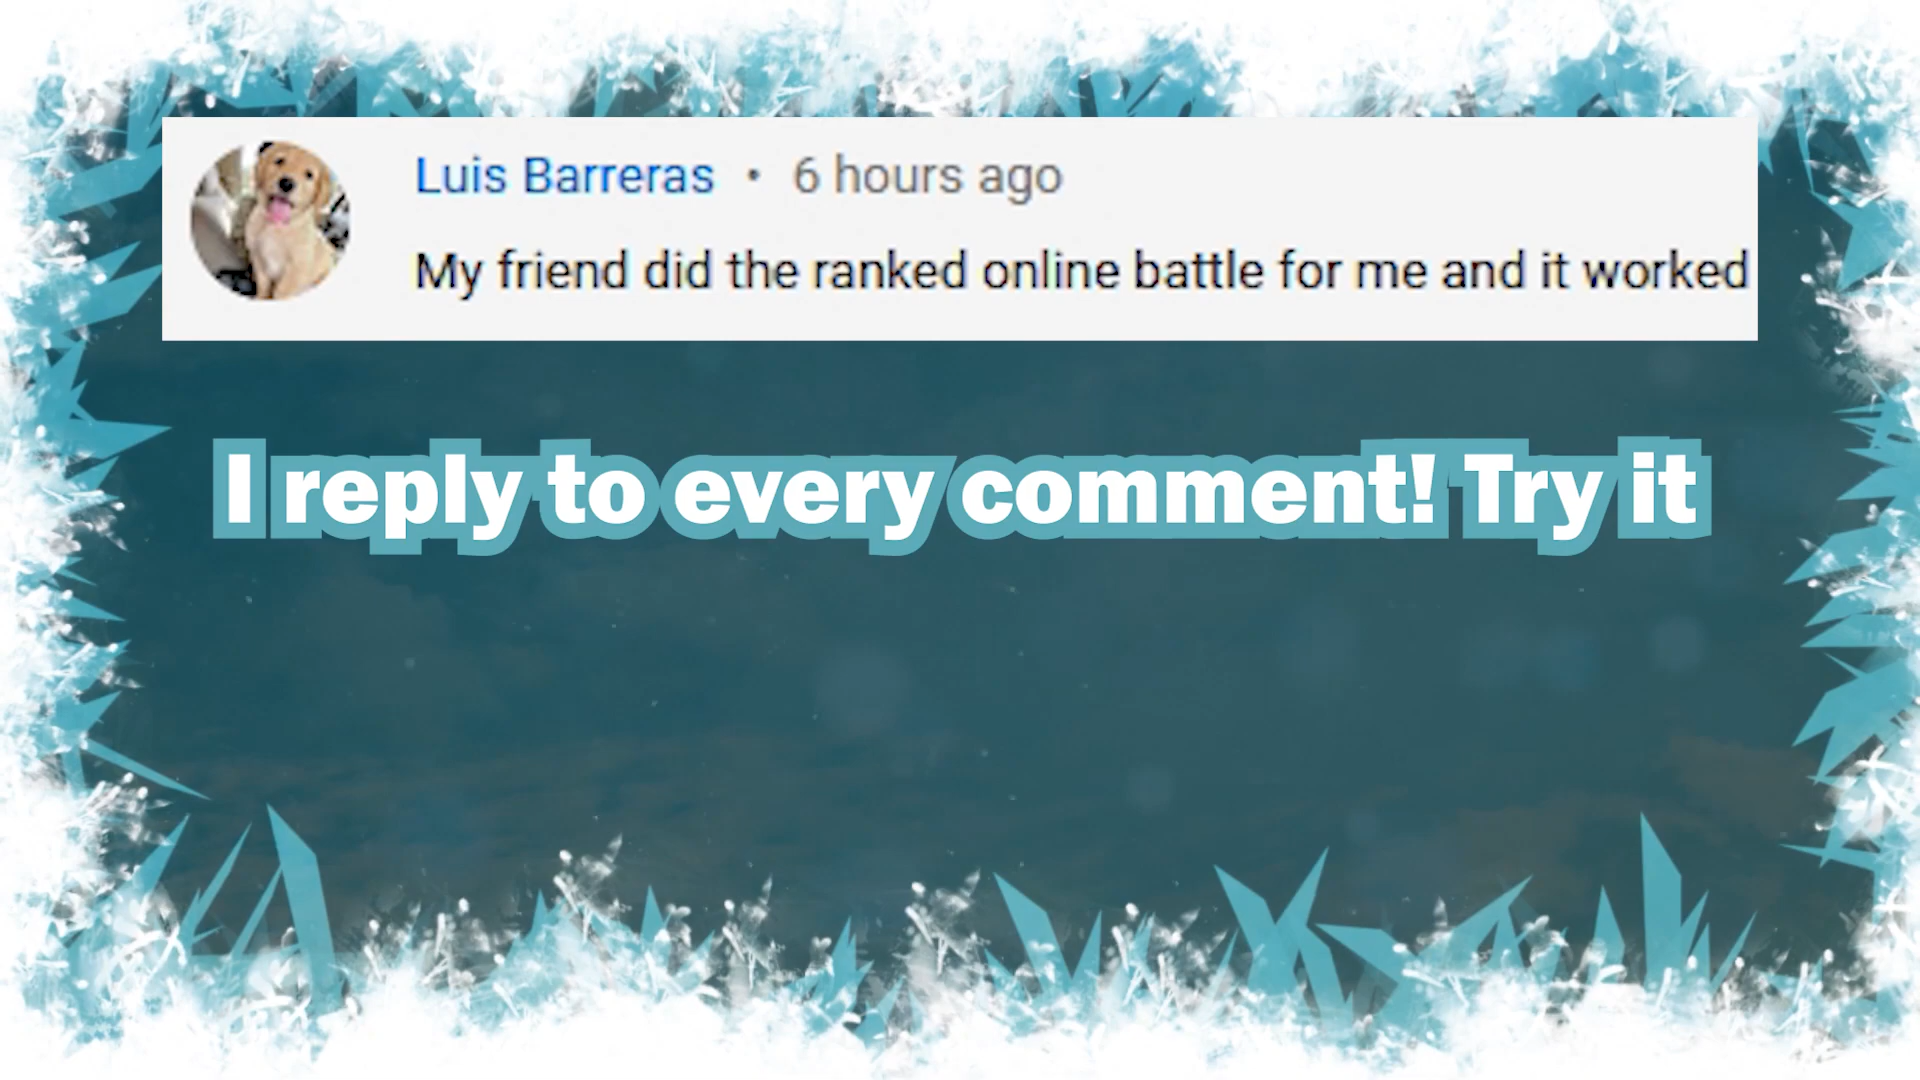 Luis Barreras • 6 hours ago
My friend did the ranked online battle for me and it worked
I reply to every comment! Try it